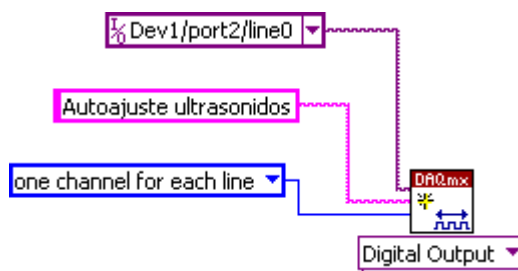 I/O Dev1/port2/line0
Autoajuste ultrasonidos
one channel for each line
DAQmx
Digital Output